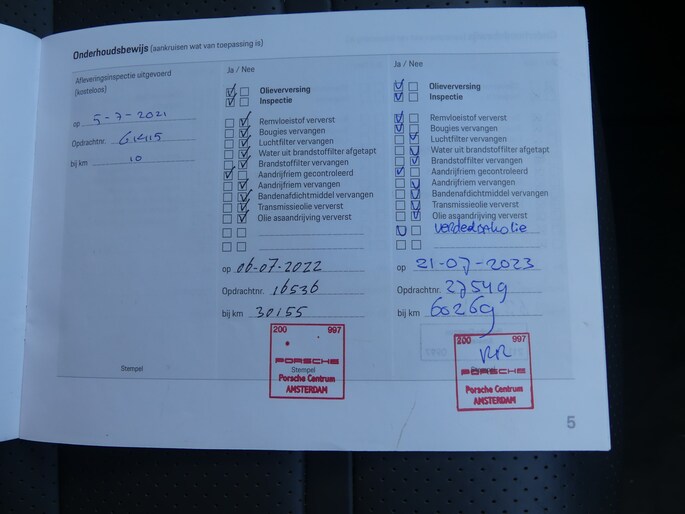 Onderhoudsbewijs (aankruisen wat van toepassing is)
Afleveringsinspectie uitgevoerd
(kosteloos)
op 5-7-2021
Opdrachtnr.
bij km 10
Stempel
Ja / Nee
Olieverversing
Inspectie
Remvloeistof ververst
Bougies vervangen
Luchtfilter vervangen
Water uit brandstoffilter afgetapt
Brandstoffilter vervangen
Aandrijfriem gecontroleerd
Aandrijfriem vervangen
Bandenafdichtmiddel vervangen
Transmissieolie ververst
Olie asaandrijving ververst
op 06-07-2022
Opdrachtnr. 16536
bij km 30155
200 997
PORSCHE
Stempel
Porsche Centrum
AMSTERDAM
Ja / Nee
Olieverversing
Inspectie
Remvloeistof ververst
Bougies vervangen
Luchtfilter vervangen
Water uit brandstoffilter afgetapt
Brandstoffilter vervangen
Aandrijfriem gecontroleerd
Aandrijfriem vervangen
Bandenafdichtmiddel vervangen
Transmissieolie ververst
Olie asaandrijving ververst
op 21-07-2023
Opdrachtnr. 27549
bij km 60269
200 997
RR
PORSCHE
Porsche Centrum
AMSTERDAM
5